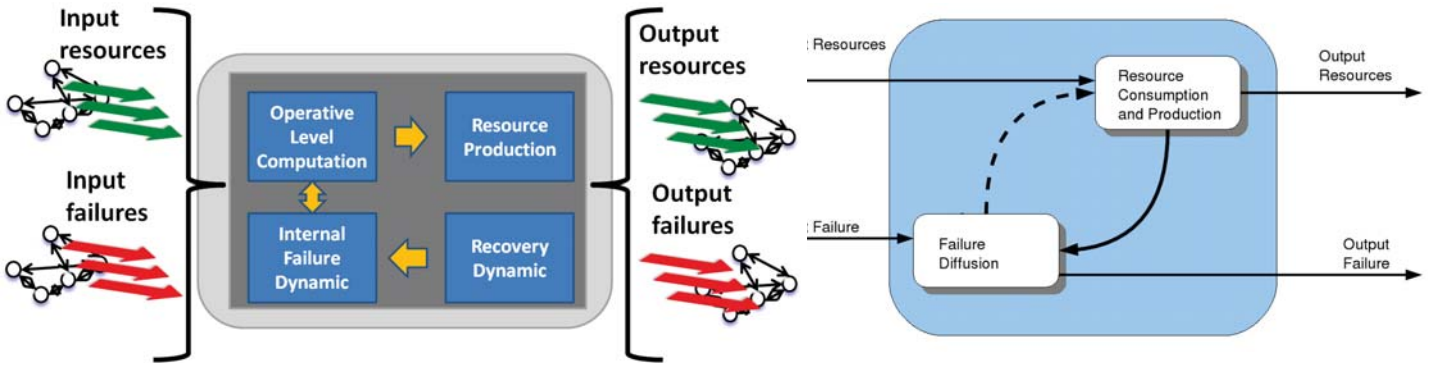 Input
resources
Input
failures
Operative
Level
Computation
Resource
Production
Internal
Failure
Dynamic
Recovery
Dynamic
Output
resources
Output
failures
Resources
Resource
Consumption
and Production
Output
Resources
Failure
Failure
Diffusion
Output
Failure